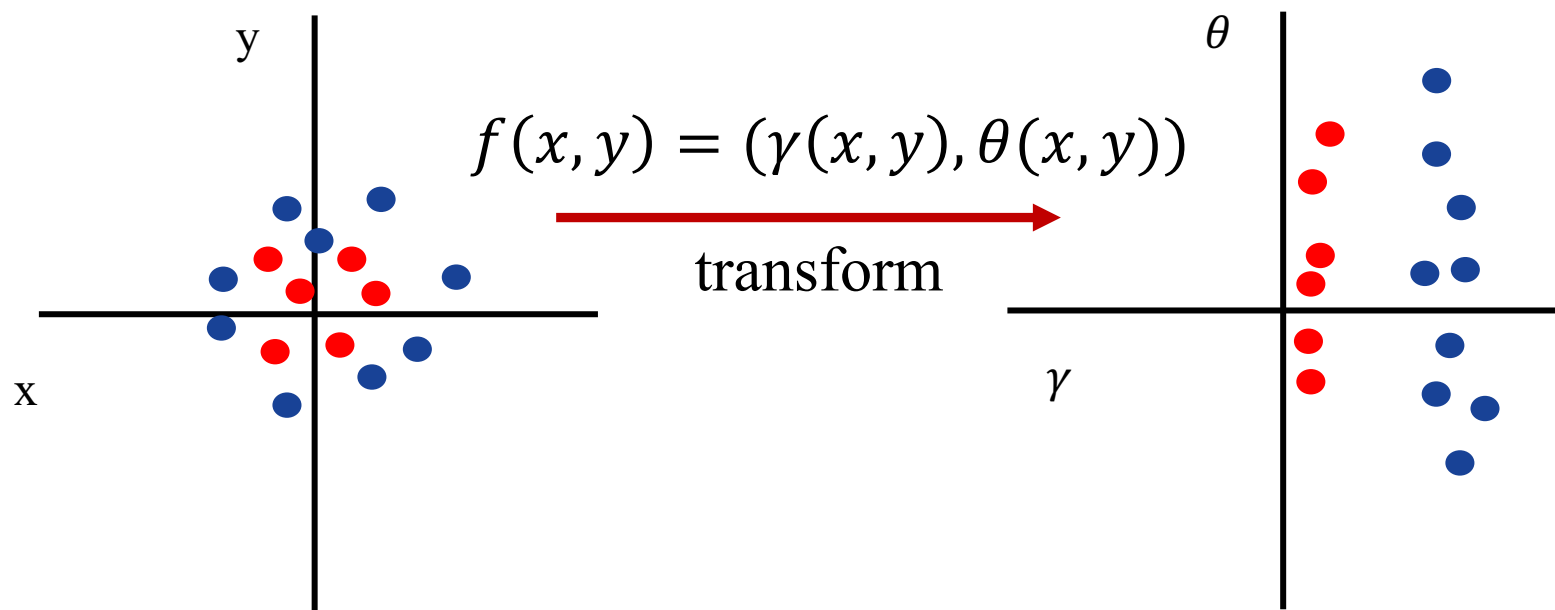 y
x
f(x, y) = (γ(x, y), θ(x, y))
transform
θ
γ